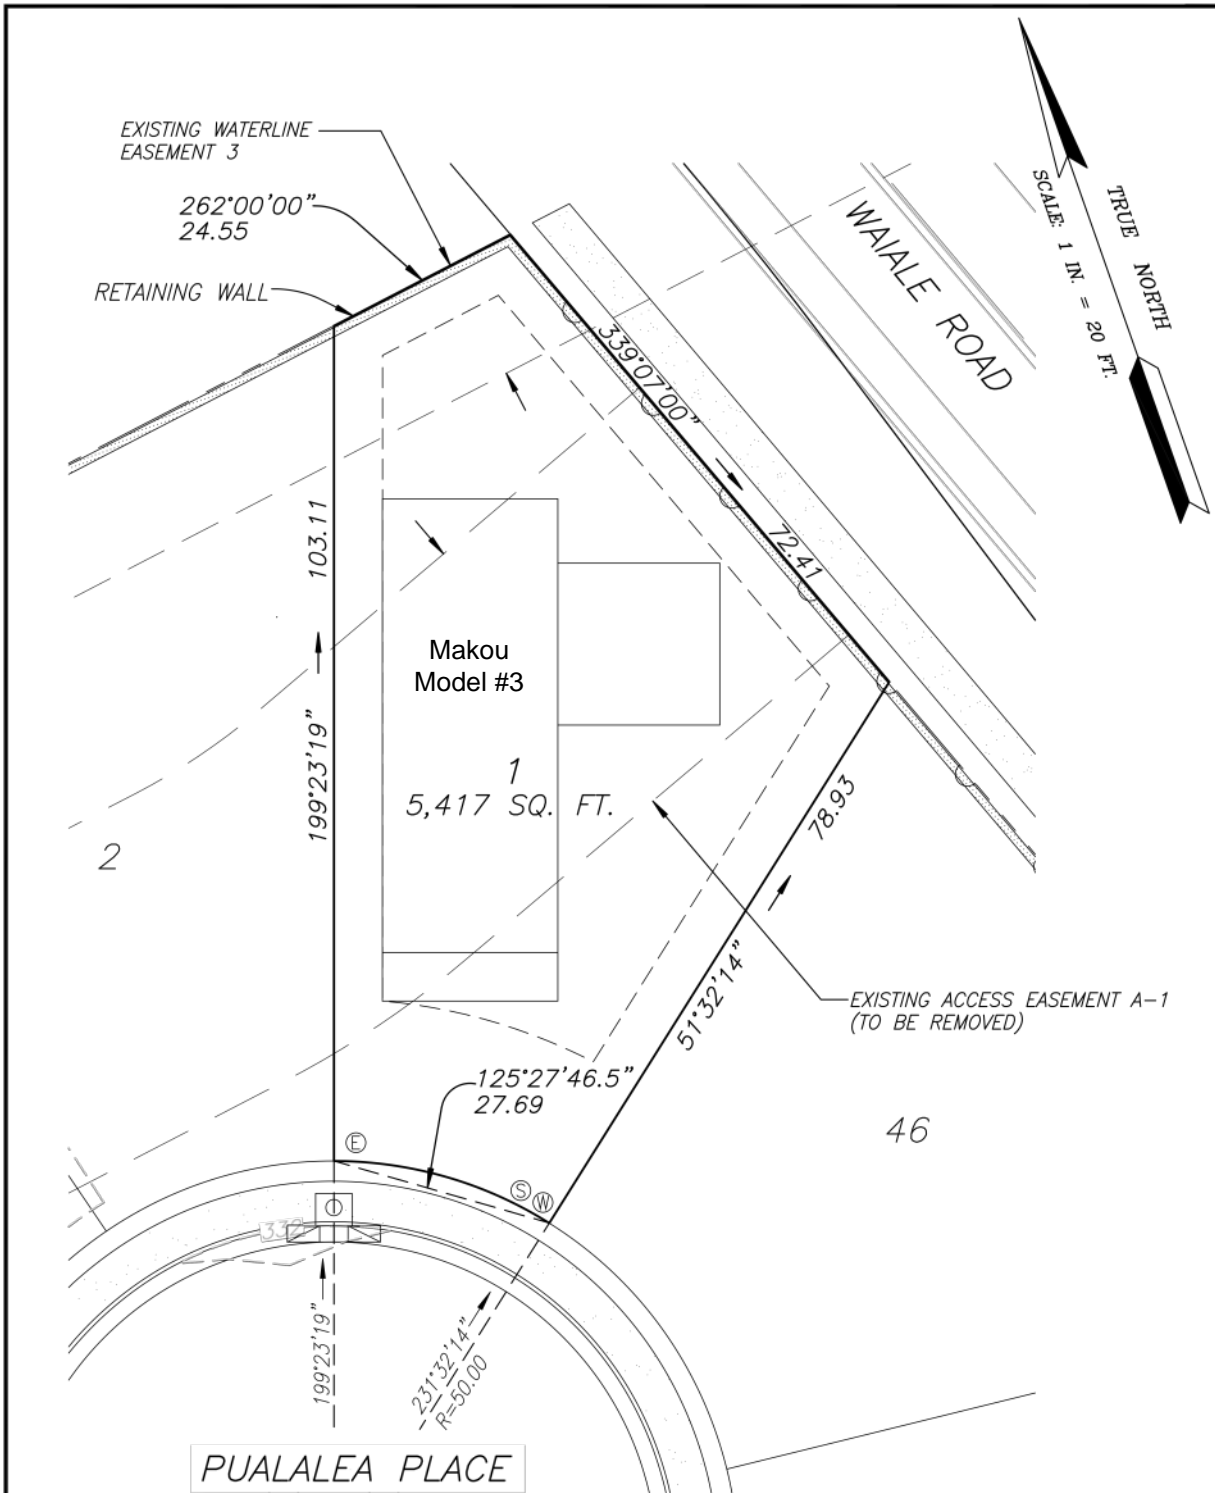 EXISTING WATERLINE
EASEMENT 3
262°00'00"
24.55
RETAINING WALL
WAIALE ROAD
TRUE NORTH
SCALE: 1 IN. = 20 FT.
339°07'00"
72.41
103.11
199°23'19"
Makou
Model #3
1
5,417 SQ. FT.
2
78.93
51°32'14"
EXISTING ACCESS EASEMENT A-1
(TO BE REMOVED)
125°27'46.5"
27.69
46
E
S
W
332
199°23'19"
231°32'14"
R=50.00
PUALALEA PLACE